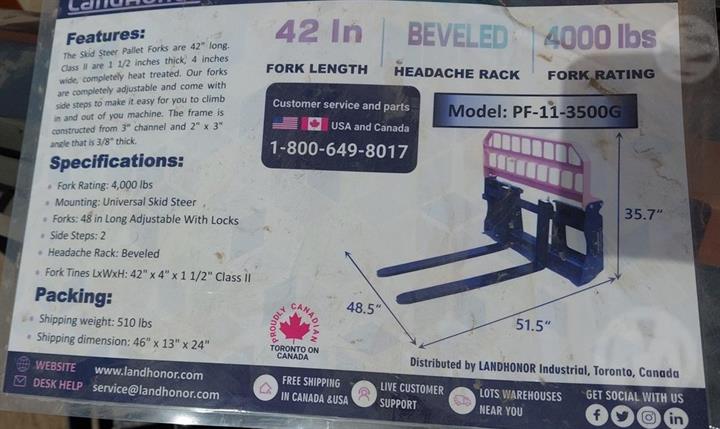 LandHonor
Features:
The Skid Steer Pallet Forks are 42" long.
Class II are 1 1/2 inches thick, 4 inches
wide, completely heat treated. Our forks
are completely adjustable and come with
side steps to make it easy for you to climb
in and out of you machine. The frame is
constructed from 3" channel and 2" x 3"
angle that is 3/8" thick.
42 In
FORK LENGTH
BEVELED
HEADACHE RACK
4000 lbs
FORK RATING
Customer service and parts
USA and Canada
1-800-649-8017
Model: PF-11-3500G
Specifications:
Fork Rating: 4,000 lbs
Mounting: Universal Skid Steer
Forks: 48 in Long Adjustable With Locks
Side Steps: 2
Headache Rack: Beveled
Fork Tines LxWxH: 42" x 4" x 1 1/2" Class II
Packing:
Shipping weight: 510 lbs
Shipping dimension: 46" x 13" x 24"
35.7"
48.5"
51.5"
PROUDLY CANADIAN
TORONTO ON
CANADA
Distributed by LANDHONOR Industrial, Toronto, Canada
WEBSITE www.landhonor.com
DESK HELP service@landhonor.com
FREE SHIPPING
IN CANADA &USA
LIVE CUSTOMER
SUPPORT
LOTS WAREHOUSES
NEAR YOU
GET SOCIAL WITH US